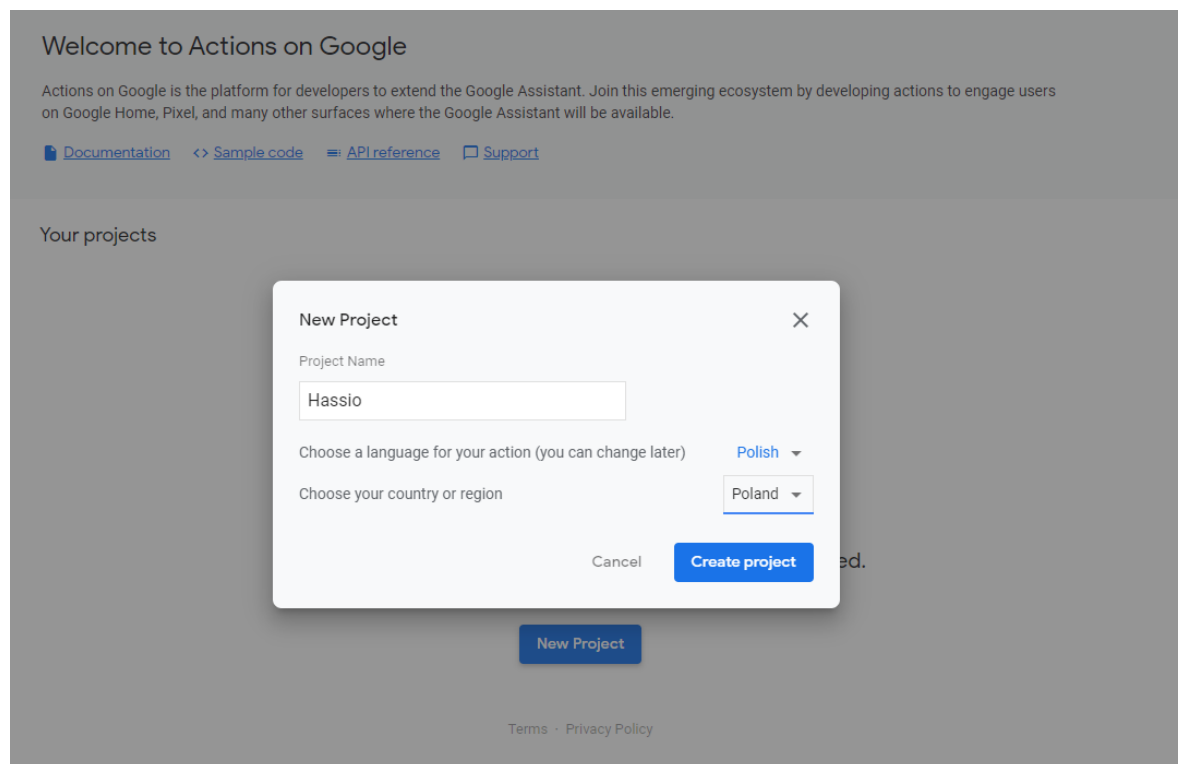 Welcome to Actions on Google
Actions on Google is the platform for developers to extend the Google Assistant. Join this emerging ecosystem by developing actions to engage users
on Google Home, Pixel, and many other surfaces where the Google Assistant will be available.
Documentation <> Sample code API reference Support
Your projects
New Project
Project Name
Hassio
Choose a language for your action (you can change later) Polish
Choose your country or region Poland
Cancel Create project
ed.
New Project
Terms · Privacy Policy